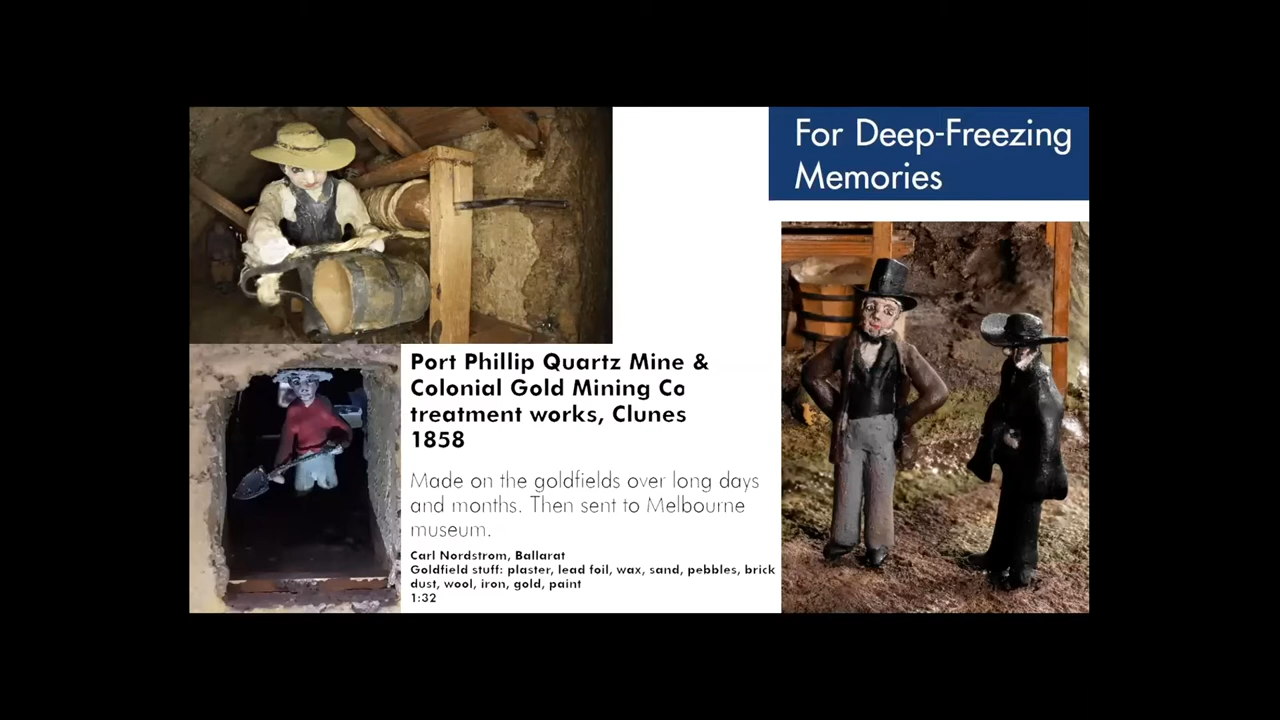 For Deep-Freezing
Memories
Port Phillip Quartz Mine &
Colonial Gold Mining Co
treatment works, Clunes
1858
Made on the goldfields over long days
and months. Then sent to Melbourne
museum.
Carl Nordstrom, Ballarat
Goldfield stuff: plaster, lead foil, wax, sand, pebbles, brick
dust, wool, iron, gold, paint
1:32